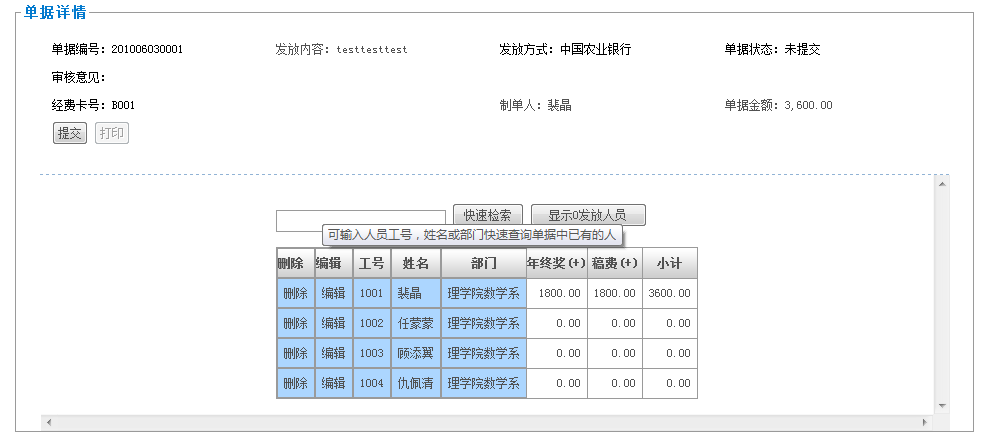 单据详情
单据编号: 201006030001 发放内容: testtesttest 发放方式: 中国农业银行 单据状态: 未提交
审核意见:
经费卡号: B001 制单人: 裴晶 单据金额: 3,600.00
提交 打印
快速检索 显示0发放人员
可输入人员工号，姓名或部门快速查询单据中已有的人
删除 编辑 工号 姓名 部门 年终奖(+) 稿费(+) 小计
删除 编辑 1001 裴晶 理学院数学系 1800.00 1800.00 3600.00
删除 编辑 1002 任蒙蒙 理学院数学系 0.00 0.00 0.00
删除 编辑 1003 顾添翼 理学院数学系 0.00 0.00 0.00
删除 编辑 1004 仇佩清 理学院数学系 0.00 0.00 0.00